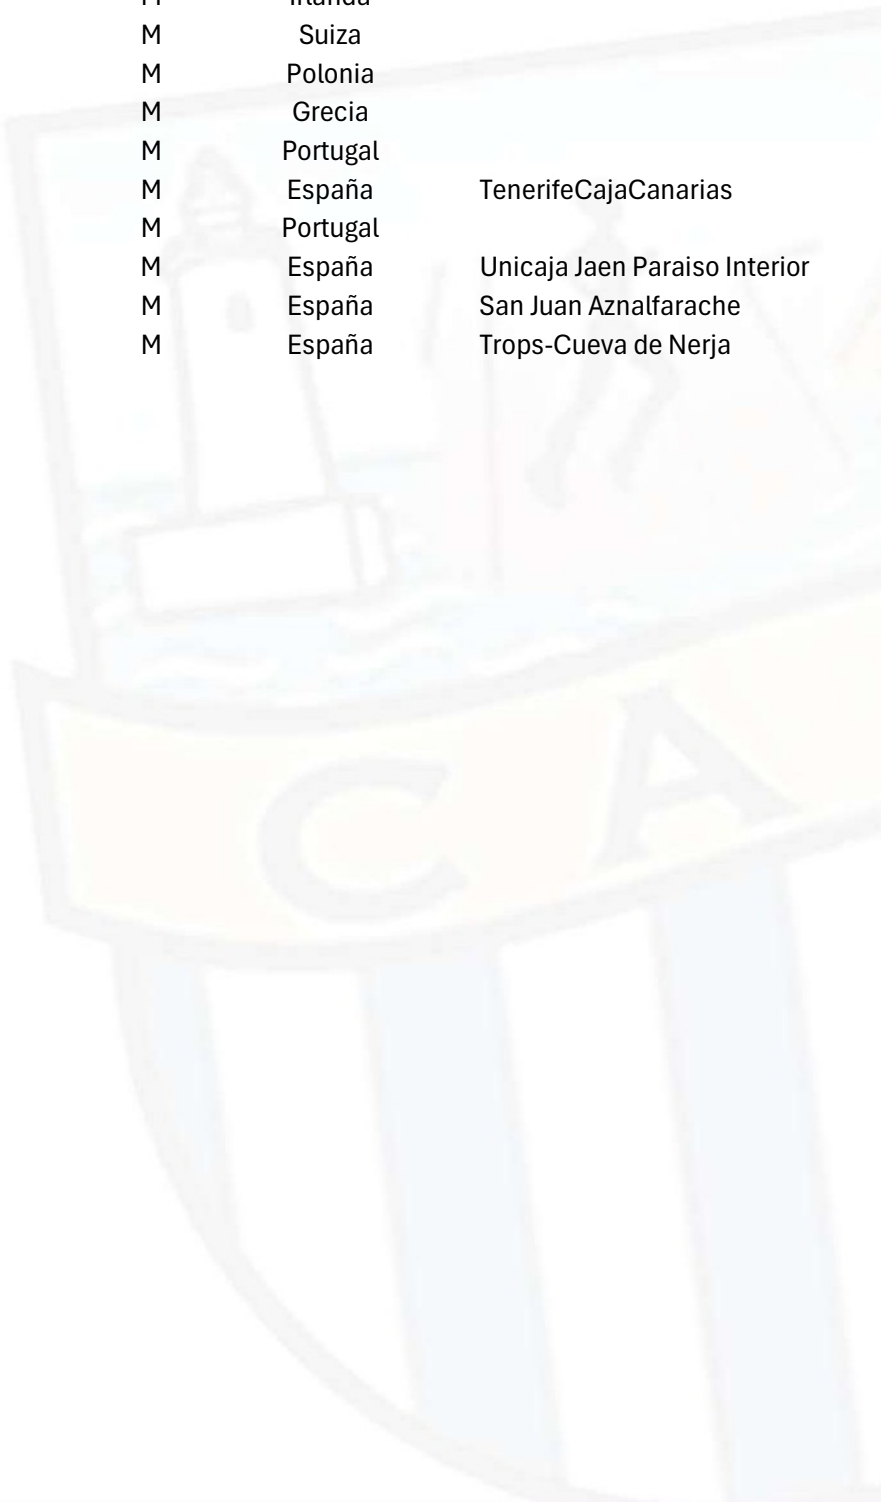 M Irlanda
M Suiza
M Polonia
M Grecia
M Portugal
M España TenerifeCajaCanarias
M Portugal
M España Unicaja Jaen Paraiso Interior
M España San Juan Aznalfarache
M España Trops-Cueva de Nerja
C A